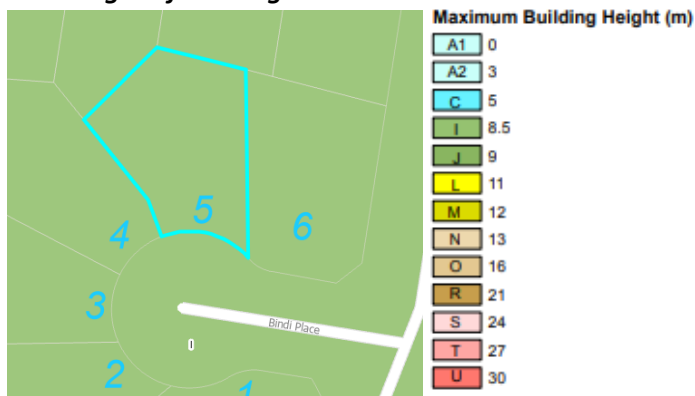 Maximum Building Height (m)
A1 0
A2 3
C 5
I 8.5
J 9
L 11
M 12
N 13
O 16
R 21
S 24
T 27
U 30
5
6
4
3
Bindi Place
I
2
1